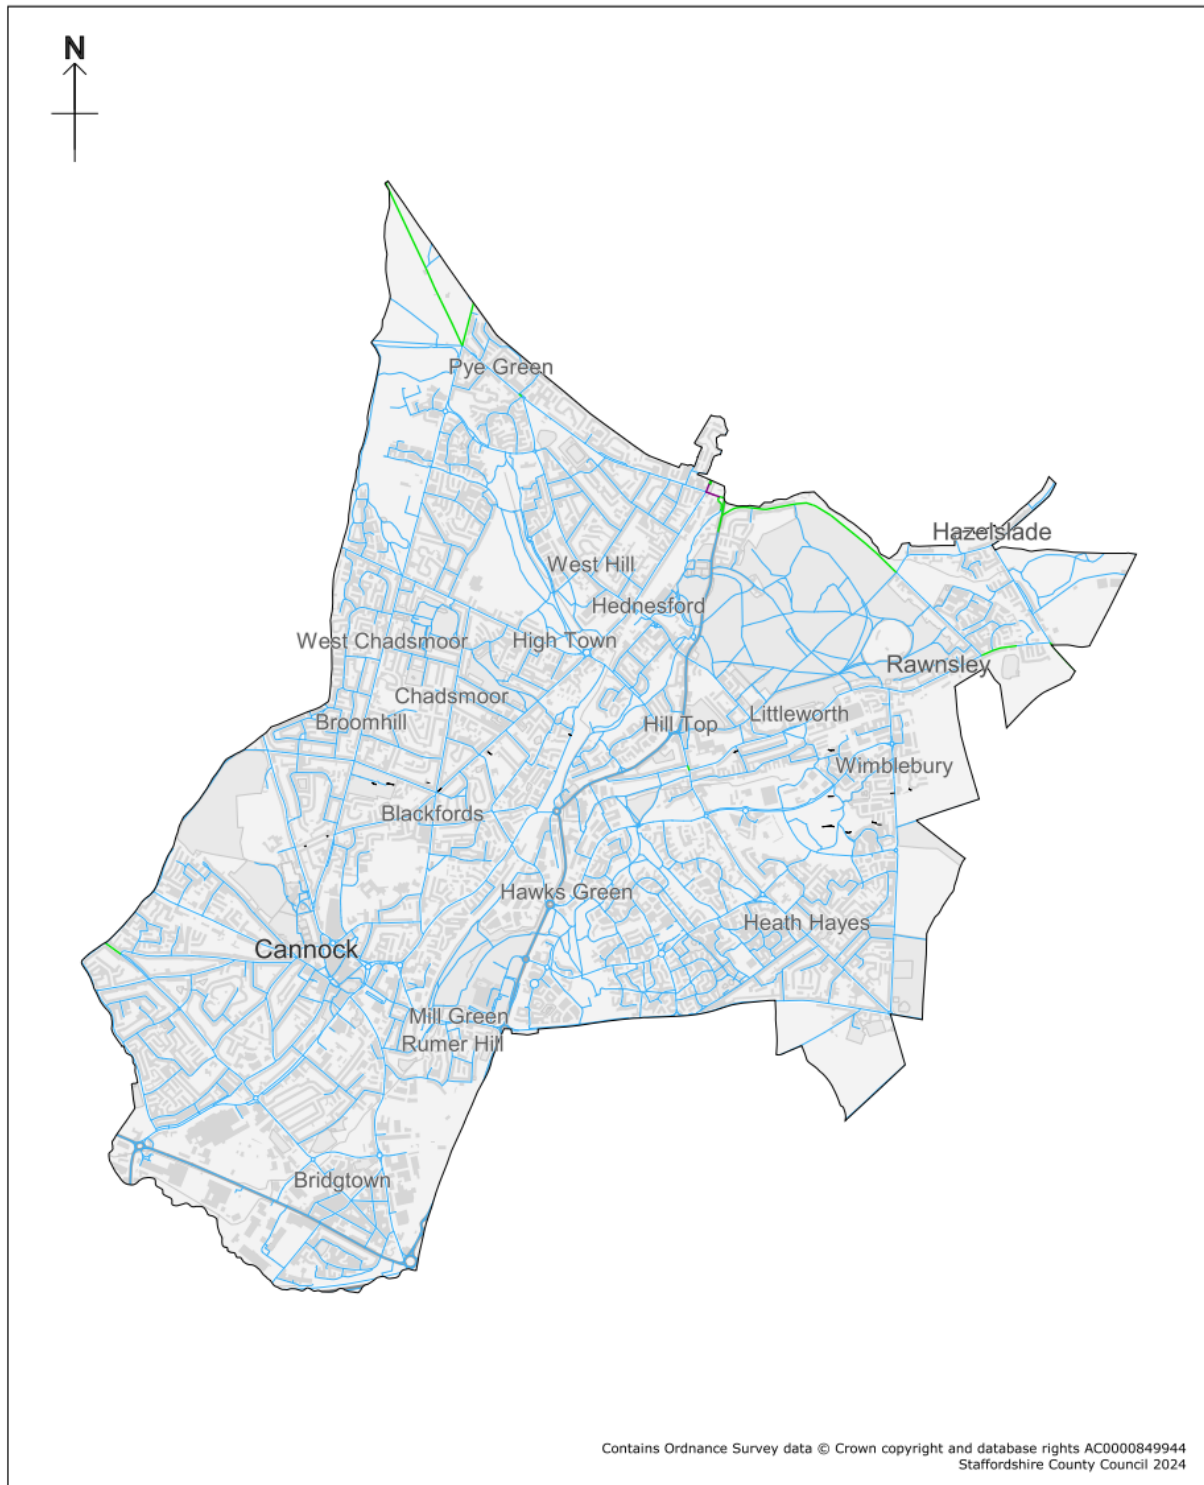 N
Pye Green
Hazelslade
West Hill
Hednesford
West Chadsmoor
High Town
Rawnsley
Chadsmoor
Broomhill
Hill Top
Littleworth
Wimblebury
Blackfords
Hawks Green
Heath Hayes
Cannock
Mill Green
Rumer Hill
Bridgtown
Contains Ordnance Survey data © Crown copyright and database rights AC0000849944
Staffordshire County Council 2024